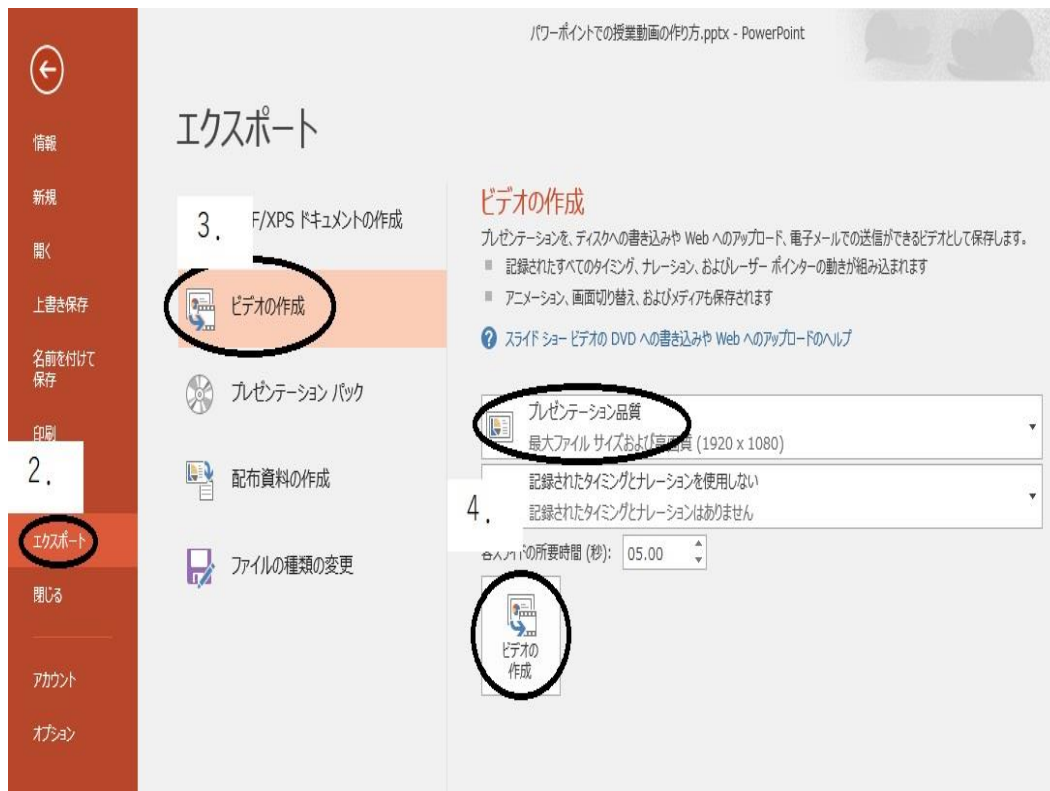 パワーポイントでの授業動画の作り方.pptx - PowerPoint
情報
新規
開く
上書き保存
名前を付けて
保存
印刷
2.
エクスポート
閉じる
アカウント
オプション
エクスポート
3.
F/XPS ドキュメントの作成
ビデオの作成
プレゼンテーション パック
配布資料の作成
ファイルの種類の変更
ビデオの作成
プレゼンテーションを、ディスクへの書き込みや Web へのアップロード、電子メールでの送信ができるビデオとして保存します。
記録されたすべてのタイミング、ナレーション、およびレーザー ポインターの動きが組み込まれます
アニメーション、画面切り替え、およびメディアも保存されます
スライド ショー ビデオの DVD への書き込みや Web へのアップロードのヘルプ
プレゼンテーション品質
最大ファイル サイズおよび高画質 (1920 x 1080)
記録されたタイミングとナレーションを使用しない
記録されたタイミングとナレーションはありません
4.
各スライドの所要時間 (秒): 05.00
ビデオの
作成